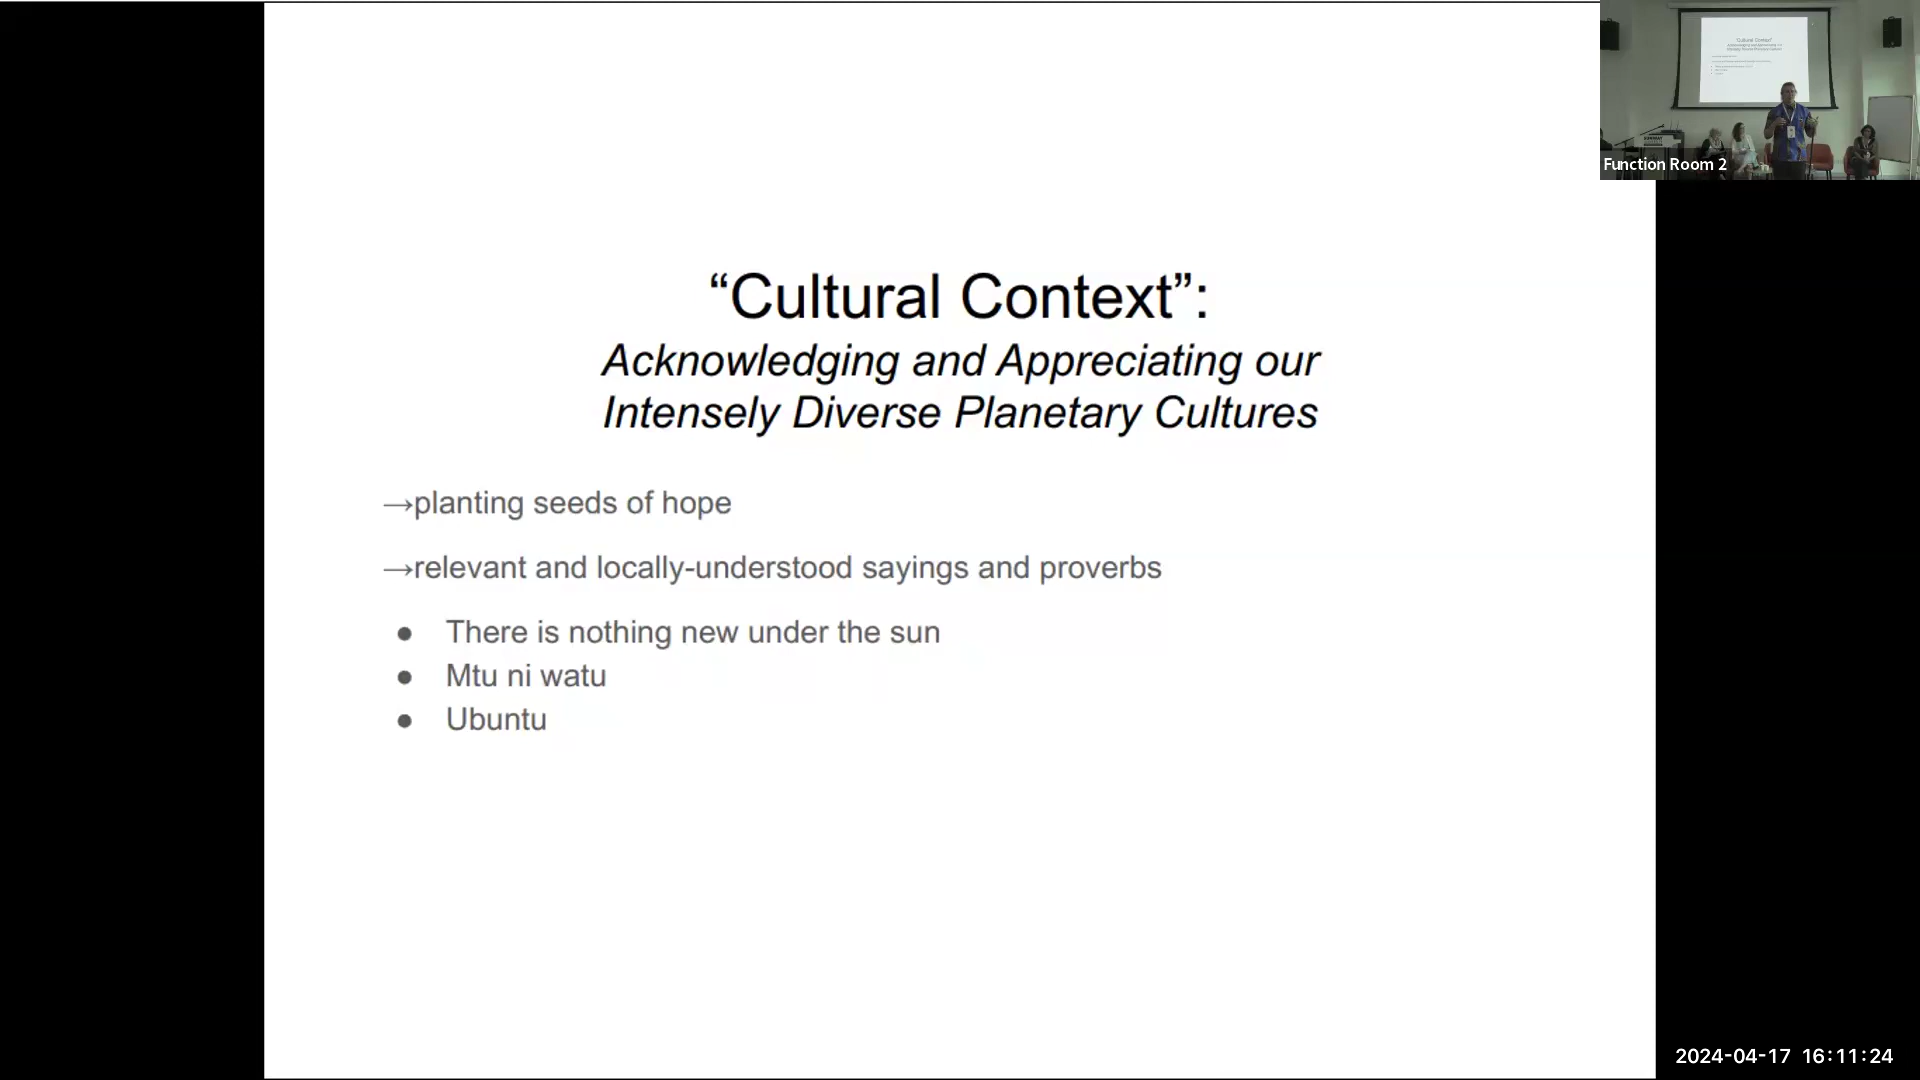 “Cultural Context”:
Acknowledging and Appreciating our
Intensely Diverse Planetary Cultures
→planting seeds of hope
→relevant and locally-understood sayings and proverbs
● There is nothing new under the sun
● Mtu ni watu
● Ubuntu
Function Room 2
2024-04-17 16:11:24